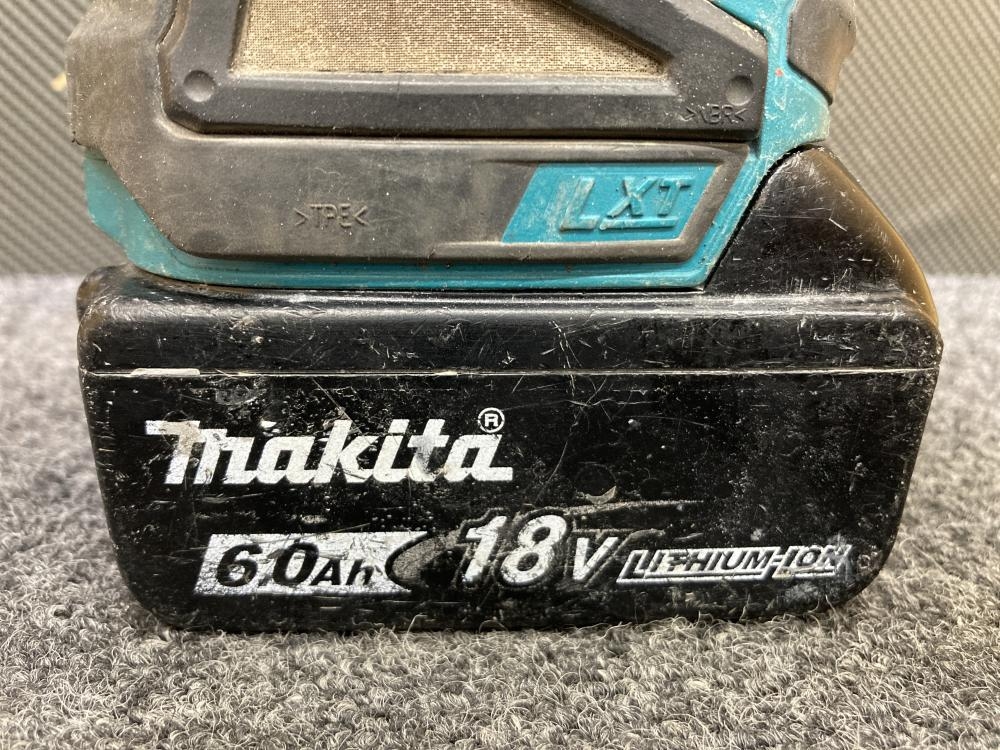 >NBR<
>TPE<
LXT
makita®
6.0Ah 18V LITHIUM-ION